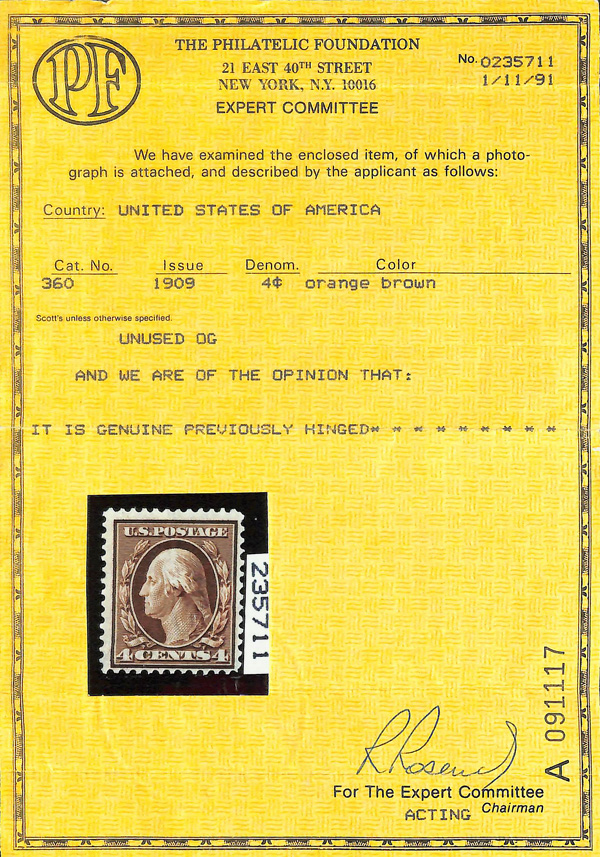 PF
THE PHILATELIC FOUNDATION
21 EAST 40TH STREET
NEW YORK, N.Y. 10016
EXPERT COMMITTEE
No. 0235711
1/11/91
We have examined the enclosed item, of which a photo-
graph is attached, and described by the applicant as follows:
Country: UNITED STATES OF AMERICA
Cat. No. Issue Denom. Color
360 1909 4¢ orange brown
Scott's unless otherwise specified.
UNUSED OG
AND WE ARE OF THE OPINION THAT:
IT IS GENUINE PREVIOUSLY HINGED* * * * * * * * *
U.S. POSTAGE
4 CENTS 4
235711
A 091117
For The Expert Committee
ACTING Chairman